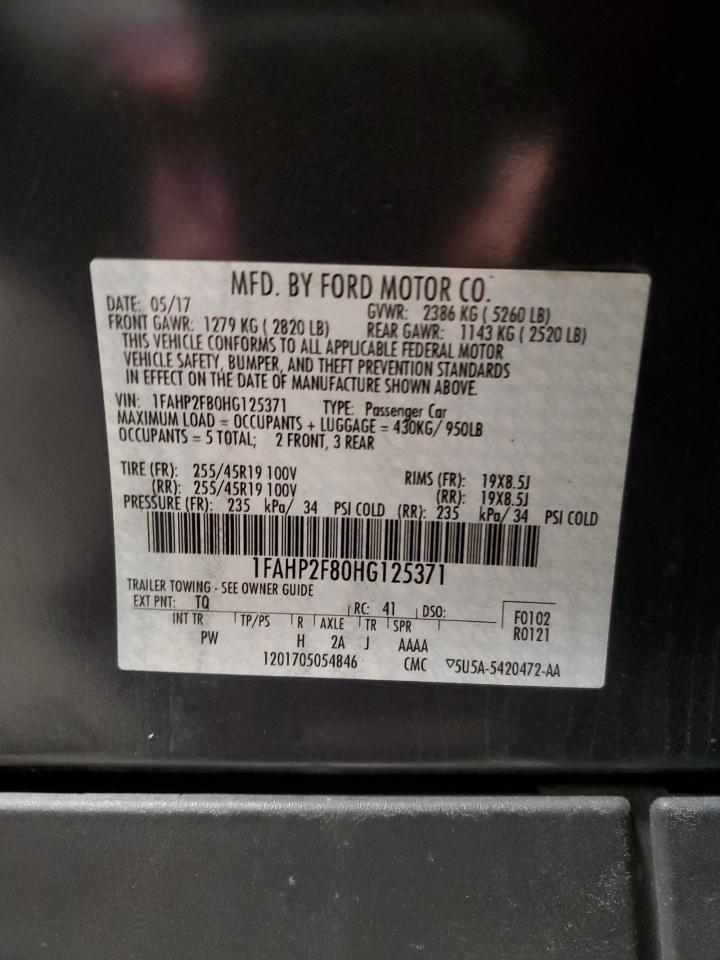 MFD. BY FORD MOTOR CO.
DATE: 05/17 GVWR: 2386 KG ( 5260 LB)
FRONT GAWR: 1279 KG ( 2820 LB) REAR GAWR: 1143 KG ( 2520 LB)
THIS VEHICLE CONFORMS TO ALL APPLICABLE FEDERAL MOTOR
VEHICLE SAFETY, BUMPER, AND THEFT PREVENTION STANDARDS
IN EFFECT ON THE DATE OF MANUFACTURE SHOWN ABOVE.
VIN: 1FAHP2F80HG125371 TYPE: Passenger Car
MAXIMUM LOAD = OCCUPANTS + LUGGAGE = 430KG/ 950LB
OCCUPANTS = 5 TOTAL; 2 FRONT, 3 REAR
TIRE (FR): 255/45R19 100V RIMS (FR): 19X8.5J
(RR): 255/45R19 100V (RR): 19X8.5J
PRESSURE (FR): 235 kPa/ 34 PSI COLD (RR): 235 kPa/ 34 PSI COLD
1FAHP2F80HG125371
TRAILER TOWING - SEE OWNER GUIDE
EXT PNT: TQ RC: 41 DSO: F0102
INT TR TP/PS R AXLE TR SPR R0121
PW H 2A J AAAA
1201705054846 CMC ▽5U5A-5420472-AA